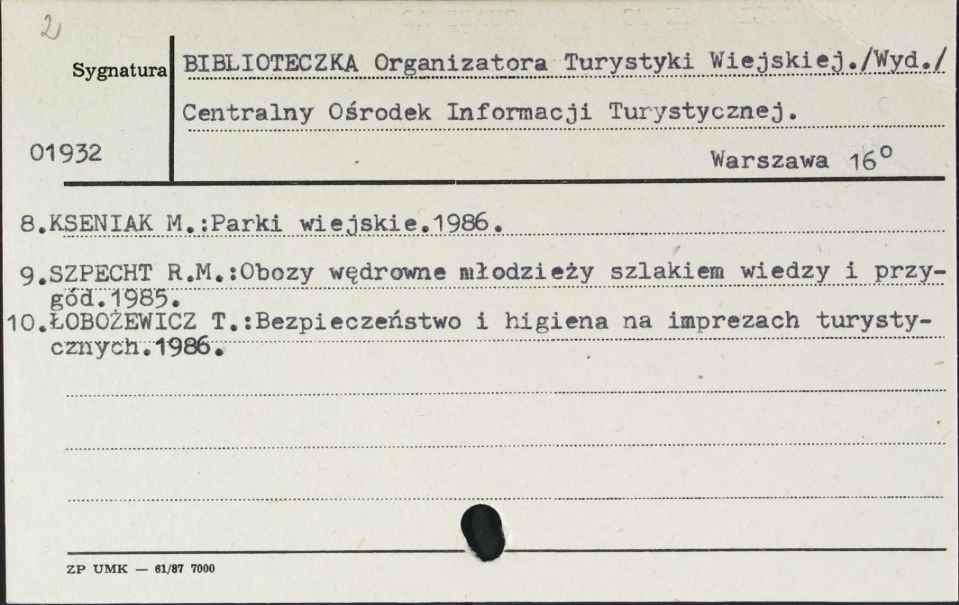 2
Sygnatura
BIBLIOTECZKA Organizatora Turystyki Wiejskiej./Wyd./
Centralny Ośrodek Informacji Turystycznej.
01932
Warszawa 16°
8.KSENIAK M.:Parki wiejskie.1986.
9.SZPECHT R.M.:Obozy wędrowne młodzieży szlakiem wiedzy i przy-
gód.1985.
10.ŁOBOŻEWICZ T.:Bezpieczeństwo i higiena na imprezach turysty-
cznych.1986.
ZP UMK — 61/87 7000